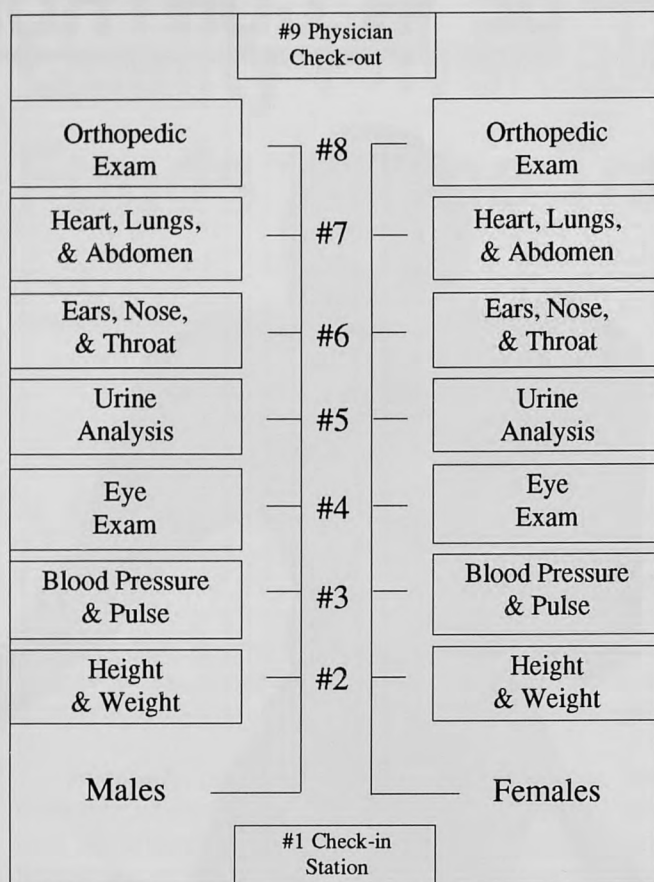 #9 Physician
Check-out
Orthopedic
Exam
#8
Orthopedic
Exam
Heart, Lungs,
& Abdomen
#7
Heart, Lungs,
& Abdomen
Ears, Nose,
& Throat
#6
Ears, Nose,
& Throat
Urine
Analysis
#5
Urine
Analysis
Eye
Exam
#4
Eye
Exam
Blood Pressure
& Pulse
#3
Blood Pressure
& Pulse
Height
& Weight
#2
Height
& Weight
Males
Females
#1 Check-in
Station